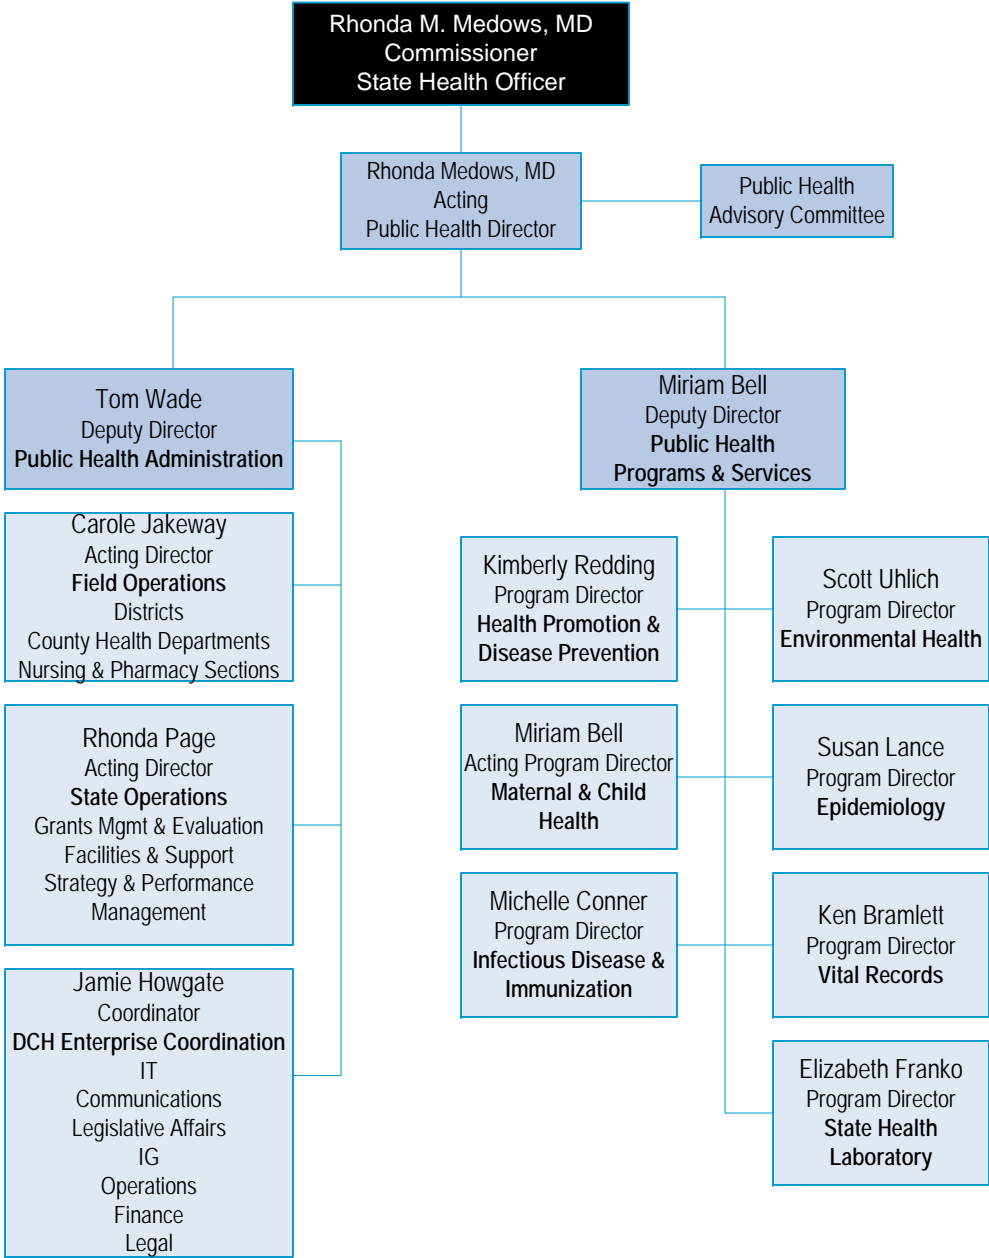 Rhonda M. Medows, MD
Commissioner
State Health Officer
Rhonda Medows, MD
Acting
Public Health Director
Public Health
Advisory Committee
Tom Wade
Deputy Director
Public Health Administration
Carole Jakeway
Acting Director
Field Operations
Districts
County Health Departments
Nursing & Pharmacy Sections
Rhonda Page
Acting Director
State Operations
Grants Mgmt & Evaluation
Facilities & Support
Strategy & Performance
Management
Jamie Howgate
Coordinator
DCH Enterprise Coordination
IT
Communications
Legislative Affairs
IG
Operations
Finance
Legal
Miriam Bell
Deputy Director
Public Health
Programs & Services
Kimberly Redding
Program Director
Health Promotion &
Disease Prevention
Miriam Bell
Acting Program Director
Maternal & Child
Health
Michelle Conner
Program Director
Infectious Disease &
Immunization
Scott Uhlich
Program Director
Environmental Health
Susan Lance
Program Director
Epidemiology
Ken Bramlett
Program Director
Vital Records
Elizabeth Franko
Program Director
State Health
Laboratory